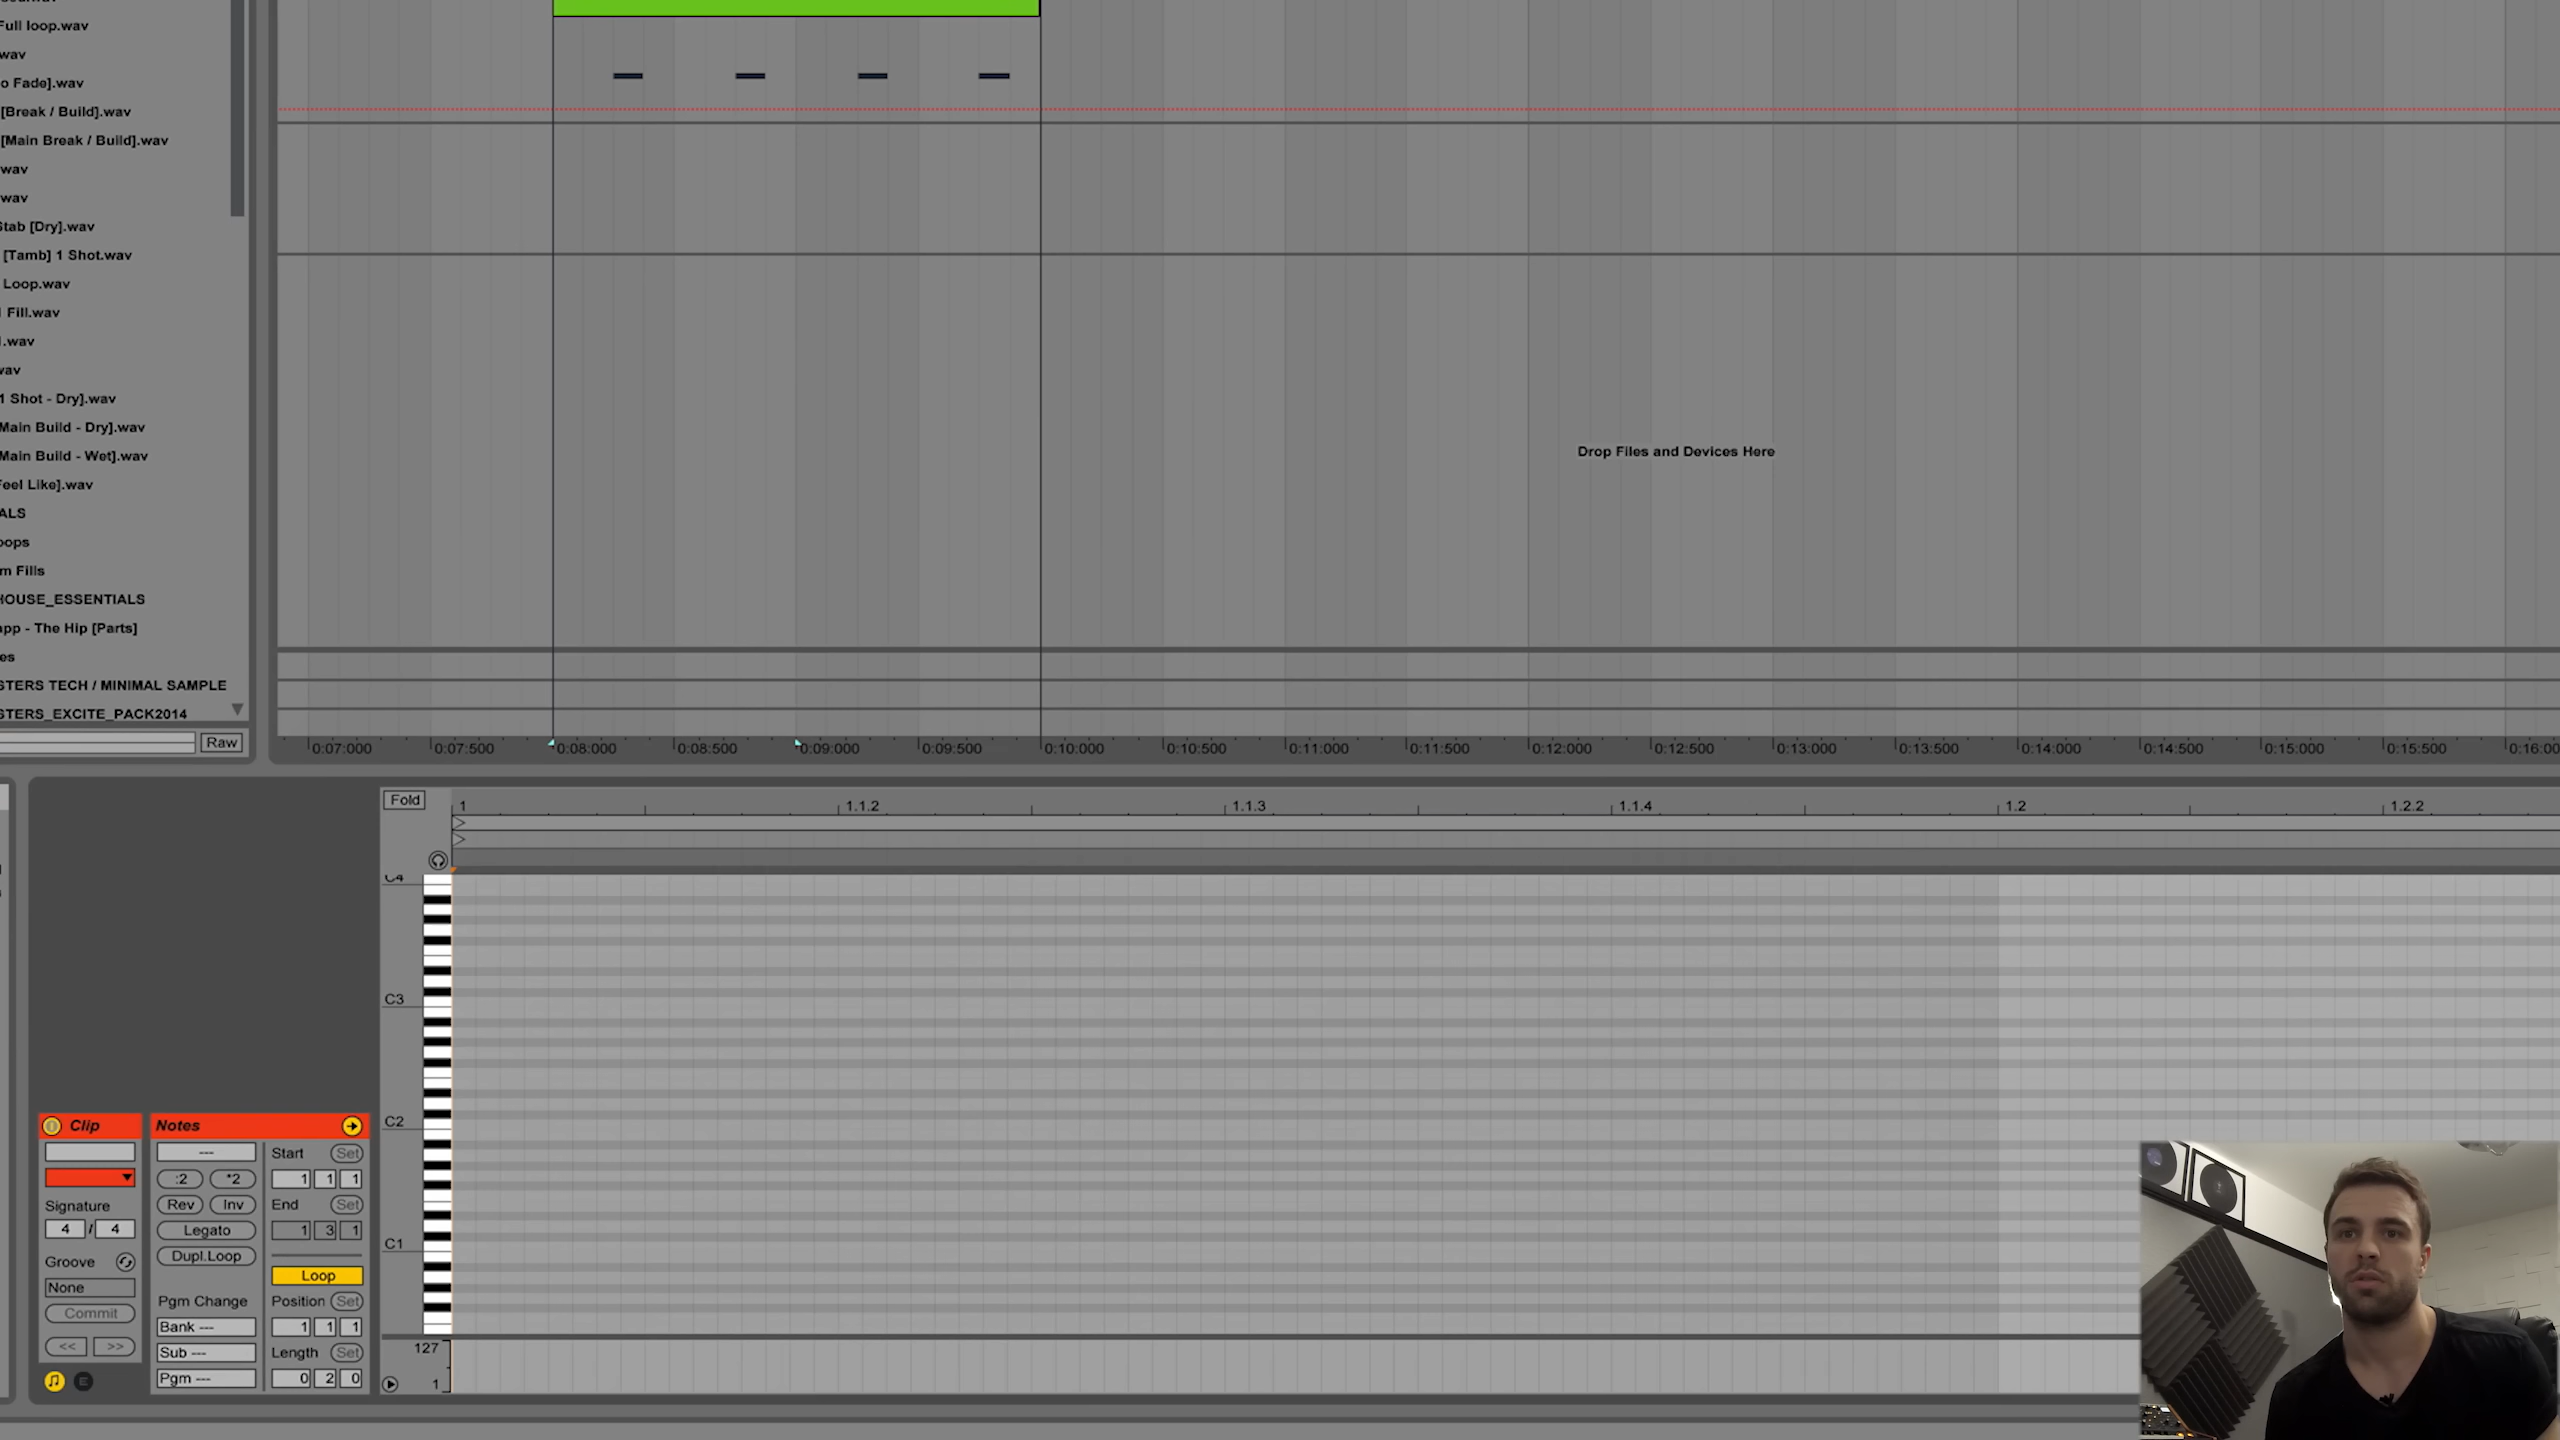 Full loop.wav
wav
o Fade].wav
[Break / Build].wav
[Main Break / Build].wav
wav
wav
Stab [Dry].wav
[Tamb] 1 Shot.wav
Loop.wav
Fill.wav
.wav
wav
1 Shot - Dry].wav
Main Build - Dry].wav
Main Build - Wet].wav
Feel Like].wav
ALS
oops
m Fills
HOUSE_ESSENTIALS
app - The Hip [Parts]
es
STERS TECH / MINIMAL SAMPLE
STERS_EXCITE_PACK2014
Raw
Drop Files and Devices Here
0:07:000 0:07:500 0:08:000 0:08:500 0:09:000 0:09:500 0:10:000 0:10:500 0:11:000 0:11:500 0:12:000 0:12:500 0:13:000 0:13:500 0:14:000 0:14:500 0:15:000 0:15:500 0:16:00
Fold
1 1.1.2 1.1.3 1.1.4 1.2 1.2.2
C4
C3
C2
C1
127
1
Clip
Signature
4 / 4
Groove
None
Commit
<< >>
Notes
---
:2 *2
Rev Inv
Legato
Dupl.Loop
Pgm Change
Bank ---
Sub ---
Pgm ---
Start Set
1 1 1
End Set
1 3 1
Loop
Position Set
1 1 1
Length Set
0 2 0